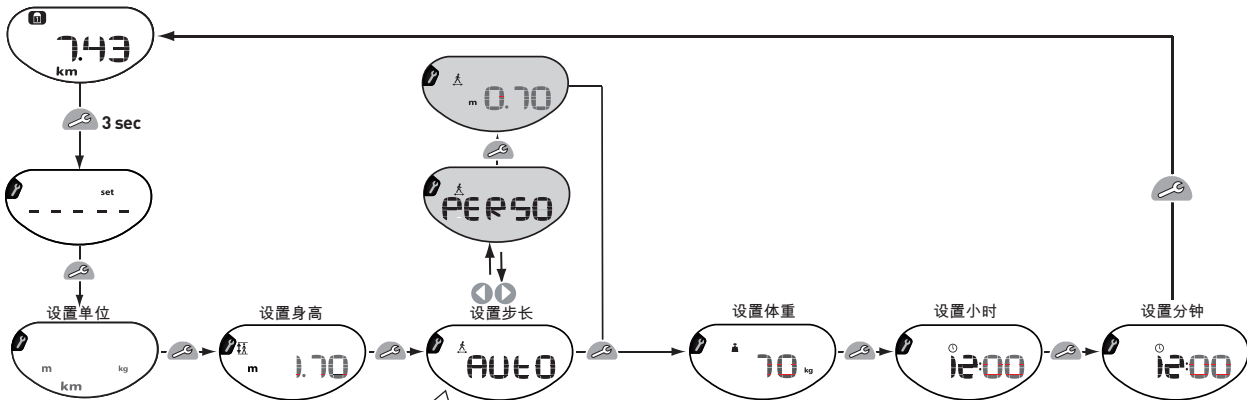 7.43
km
3 sec
set
- - - - -
m 0.70
PERSO
设置单位
m kg
km
设置身高
m 1.70
设置步长
AUTO
设置体重
70 kg
设置小时
12:00
设置分钟
12:00